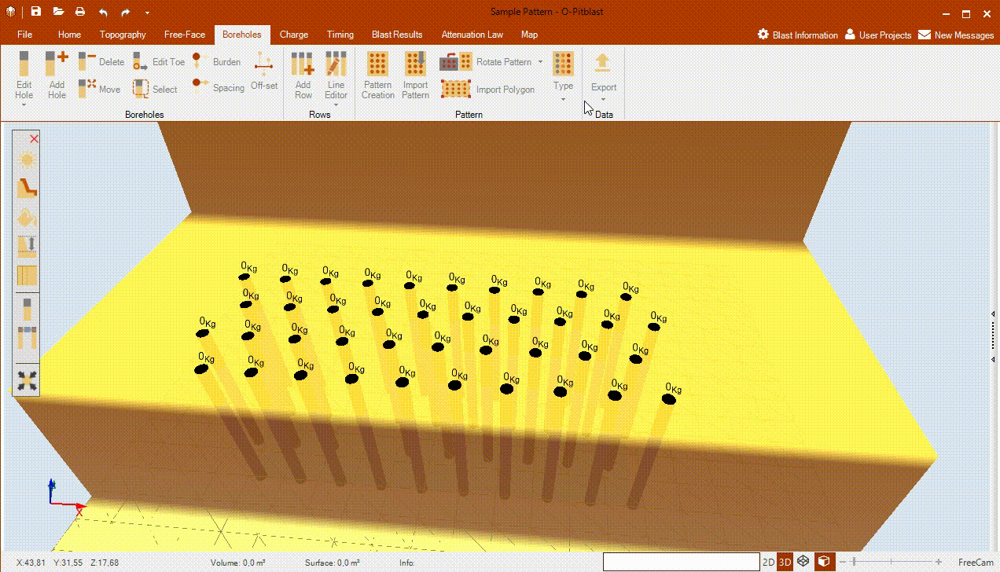 Sample Pattern - O-Pitblast
File Home Topography Free-Face Boreholes Charge Timing Blast Results Attenuation Law Map Blast Information User Projects New Messages
Edit Hole
Add Hole
Delete
Move
Edit Toe
Select
Burden
Spacing
Off-set
Boreholes
Add Row
Line Editor
Rows
Pattern Creation
Import Pattern
Rotate Pattern
Import Polygon
Type
Pattern
Export
Data
0Kg 0Kg 0Kg 0Kg 0Kg 0Kg 0Kg 0Kg 0Kg 0Kg
0Kg 0Kg 0Kg 0Kg 0Kg 0Kg 0Kg 0Kg 0Kg 0Kg
0Kg 0Kg 0Kg 0Kg 0Kg 0Kg 0Kg 0Kg 0Kg 0Kg
0Kg 0Kg 0Kg 0Kg 0Kg 0Kg 0Kg 0Kg 0Kg 0Kg
X
X:43,81 Y:31,55 Z:17,68 Volume: 0,0 m³ Surface: 0,0 m² Info: 2D 3D FreeCam